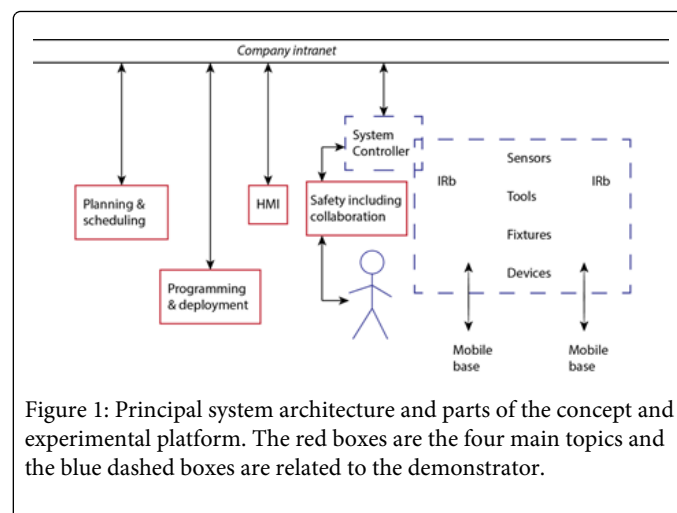 Company intranet
System
Controller
Sensors
IRb
IRb
Planning &
scheduling
HMI
Safety including
collaboration
Tools
Fixtures
Programming
& deployment
Devices
Mobile
base
Mobile
base
Figure 1: Principal system architecture and parts of the concept and
experimental platform. The red boxes are the four main topics and
the blue dashed boxes are related to the demonstrator.